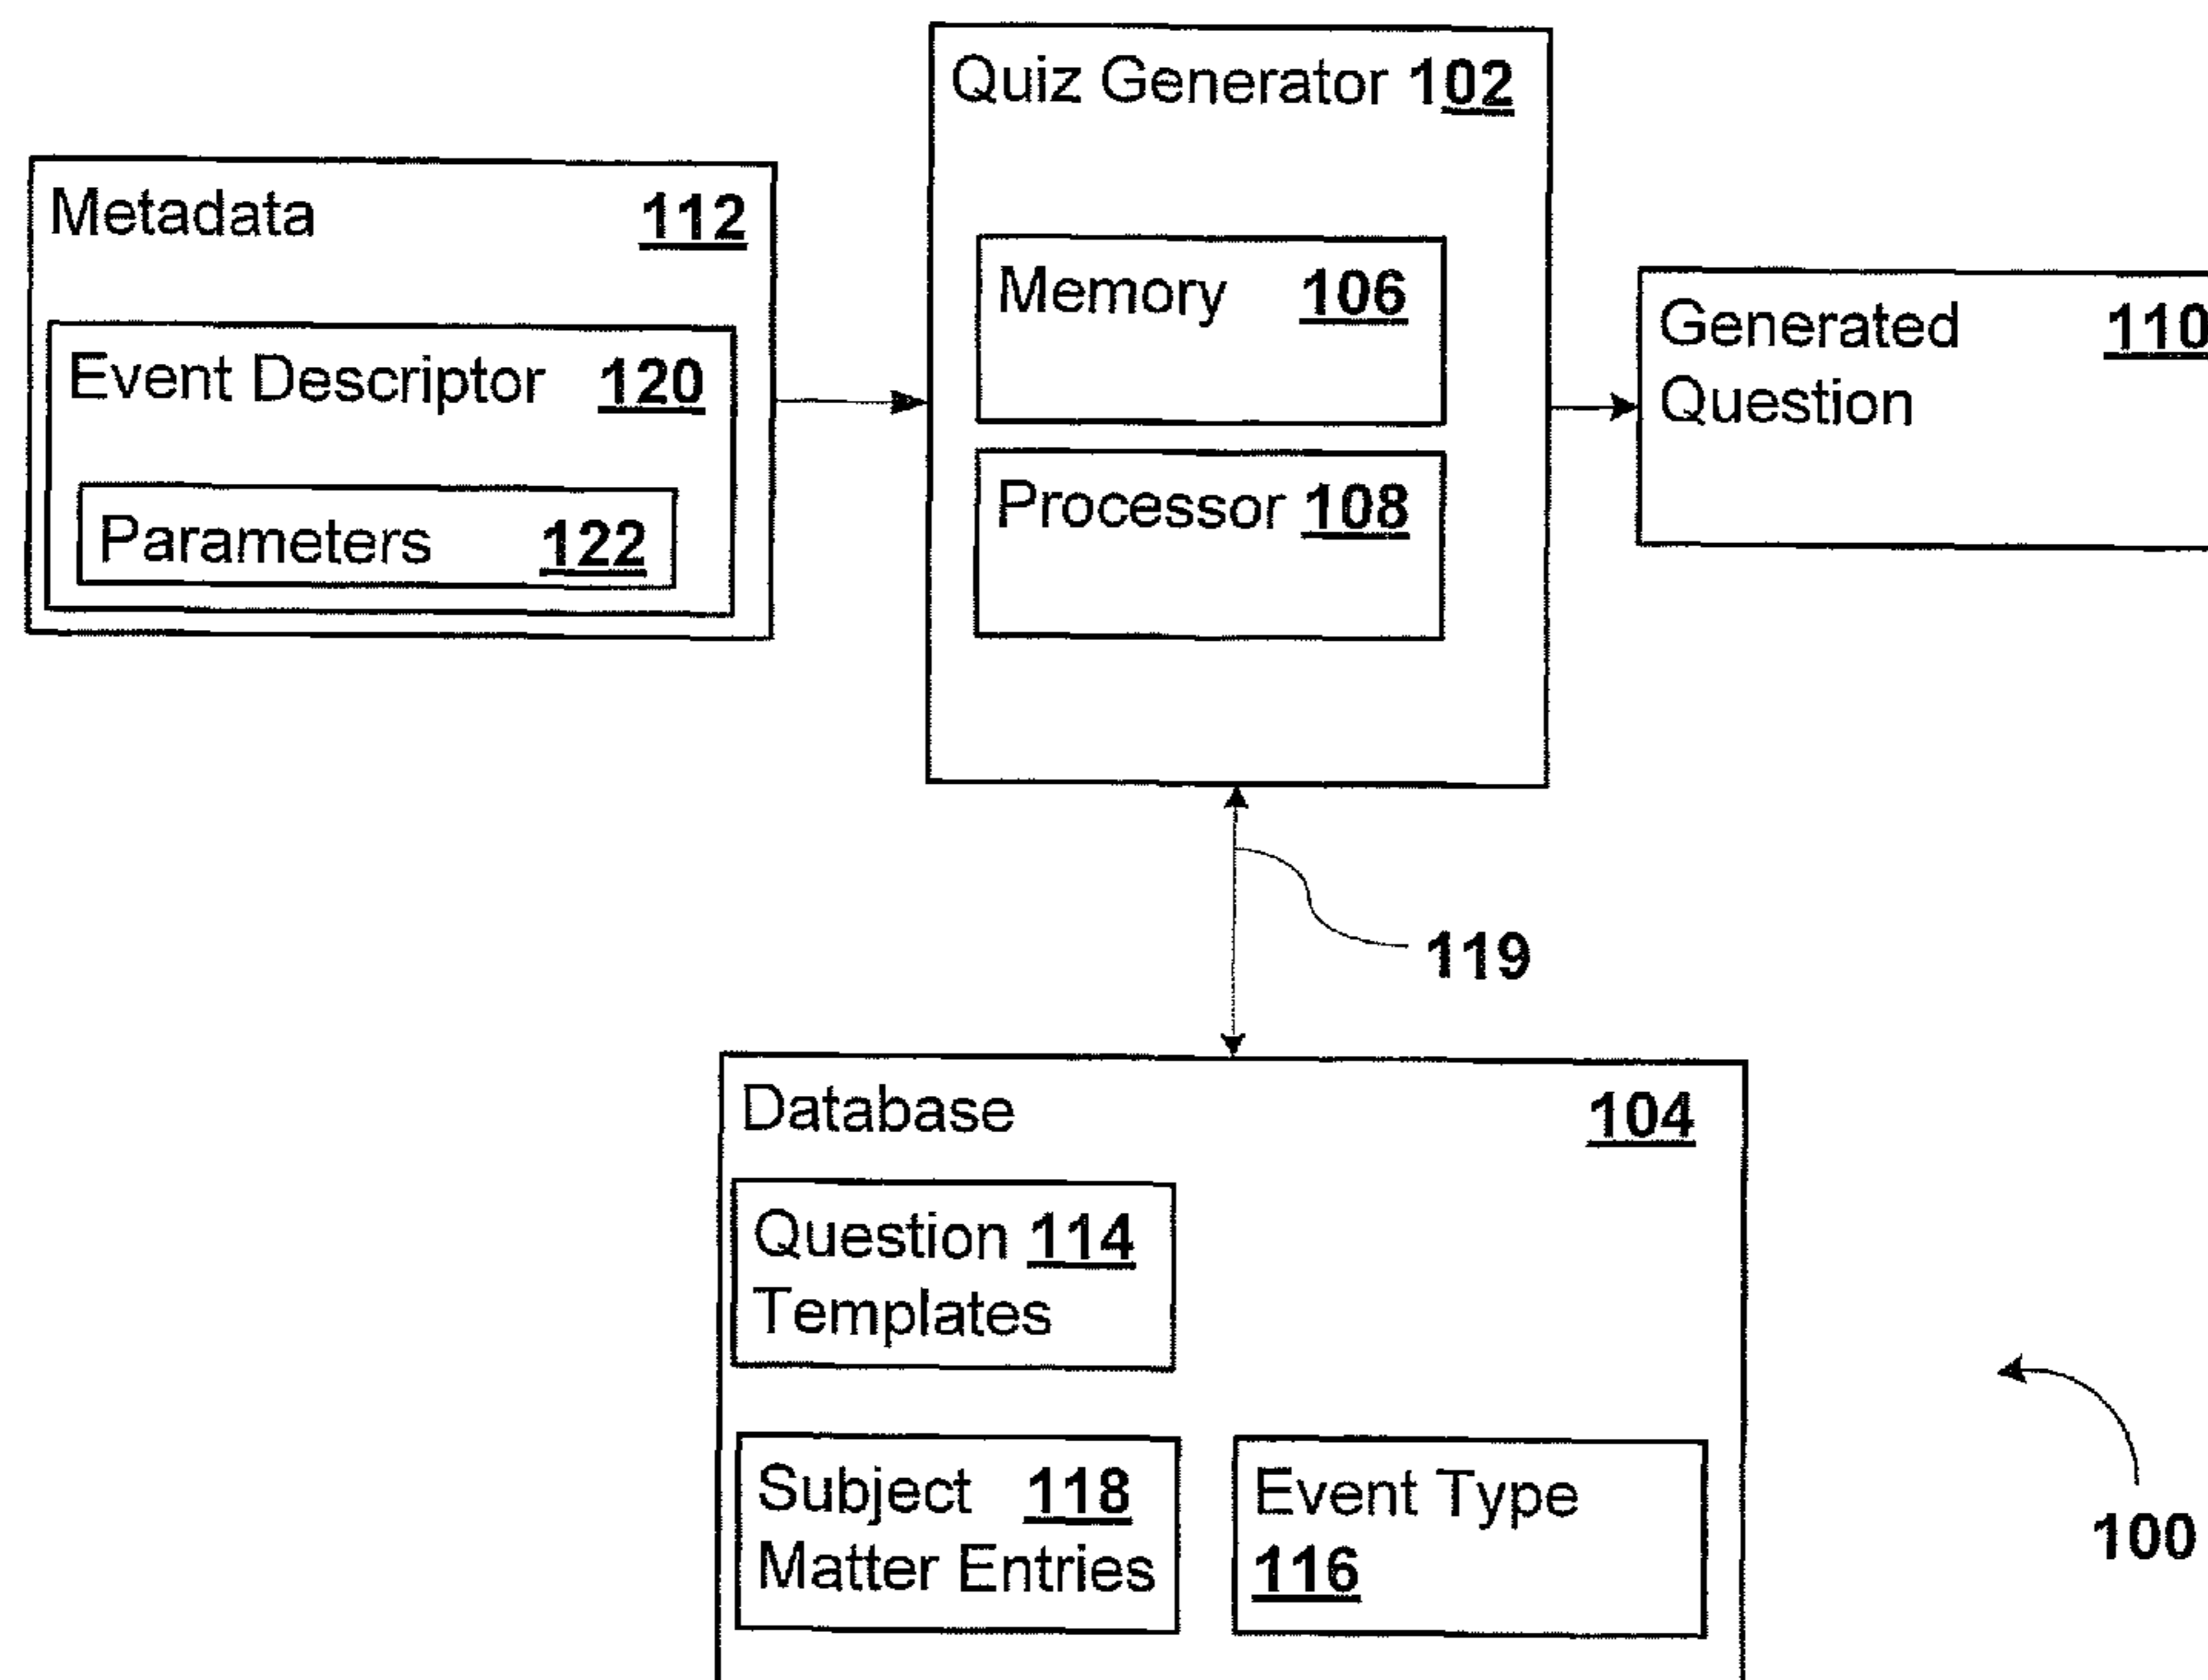 Quiz Generator 102
Metadata 112
Memory 106
Generated 110
Question
Event Descriptor 120
Processor 108
Parameters 122
119
Database 104
Question 114
Templates
Subject 118
Matter Entries
Event Type
116
100